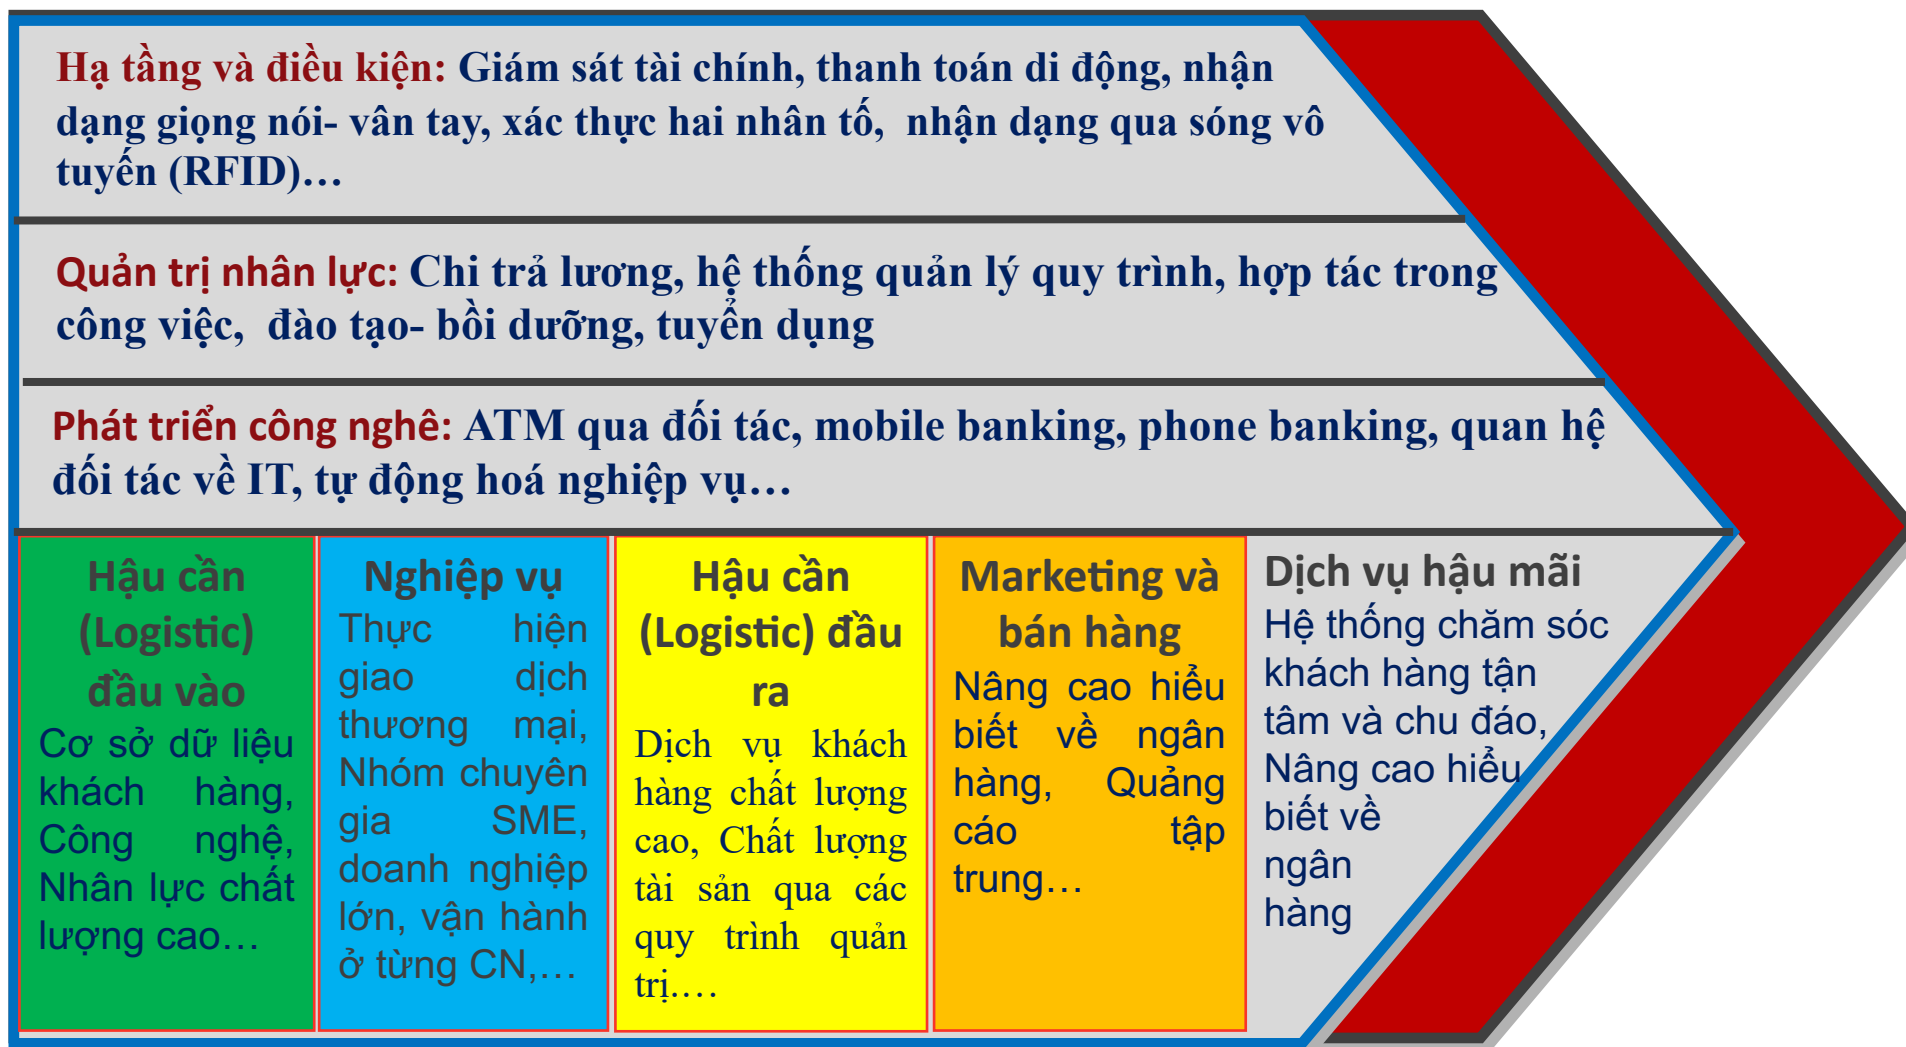 Hạ tầng và điều kiện: Giám sát tài chính, thanh toán di động, nhận
dạng giọng nói- vân tay, xác thực hai nhân tố, nhận dạng qua sóng vô
tuyến (RFID)…
Quản trị nhân lực: Chi trả lương, hệ thống quản lý quy trình, hợp tác trong
công việc, đào tạo- bồi dưỡng, tuyển dụng
Phát triển công nghê: ATM qua đối tác, mobile banking, phone banking, quan hệ
đối tác về IT, tự động hoá nghiệp vụ…
Hậu cần
(Logistic)
đầu vào
Cơ sở dữ liệu
khách hàng,
Công nghệ,
Nhân lực chất
lượng cao…
Nghiệp vụ
Thực hiện
giao dịch
thương mại,
Nhóm chuyên
gia SME,
doanh nghiệp
lớn, vận hành
ở từng CN,…
Hậu cần
(Logistic) đầu
ra
Dịch vụ khách
hàng chất lượng
cao, Chất lượng
tài sản qua các
quy trình quản
trị.…
Marketing và
bán hàng
Nâng cao hiểu
biết về ngân
hàng, Quảng
cáo tập
trung…
Dịch vụ hậu mãi
Hệ thống chăm sóc
khách hàng tận
tâm và chu đáo,
Nâng cao hiểu
biết về
ngân
hàng